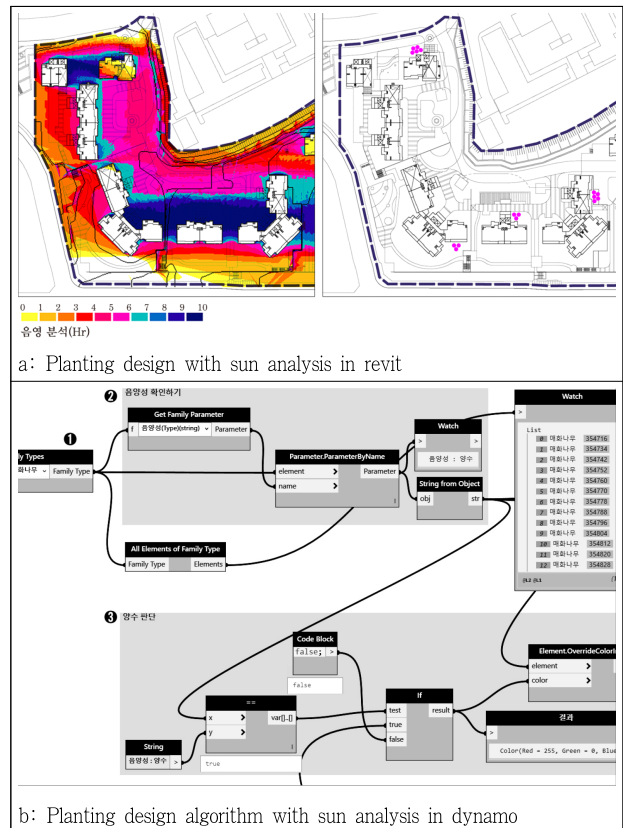 0 1 2 3 4 5 6 7 8 9 10
음영 분석(Hr)
a: Planting design with sun analysis in revit
❷ 음양성 확인하기
Get Family Parameter
f 음양성(Type)(string) Parameter
❶
ly Types
화나무 Family Type
Parameter.ParameterByName
element > Parameter
name >
Watch
> >
음양성 : 양수
String from Object
obj str
All Elements of Family Type
Family Type Elements
Watch
>
List
0 매화나무 354716
1 매화나무 354734
2 매화나무 354742
3 매화나무 354752
4 매화나무 354760
5 매화나무 354770
6 매화나무 354778
7 매화나무 354788
8 매화나무 354796
9 매화나무 354804
10 매화나무 354812
11 매화나무 354820
12 매화나무 354828
@L2 @L1
❸ 양수 판단
Code Block
false; >
false
==
x > var[]..[]
y >
true
String
음양성:양수 >
If
test result
true
false
Element.OverrideColorIn
element >
color >
결과
>
Color(Red = 255, Green = 0, Blue
b: Planting design algorithm with sun analysis in dynamo